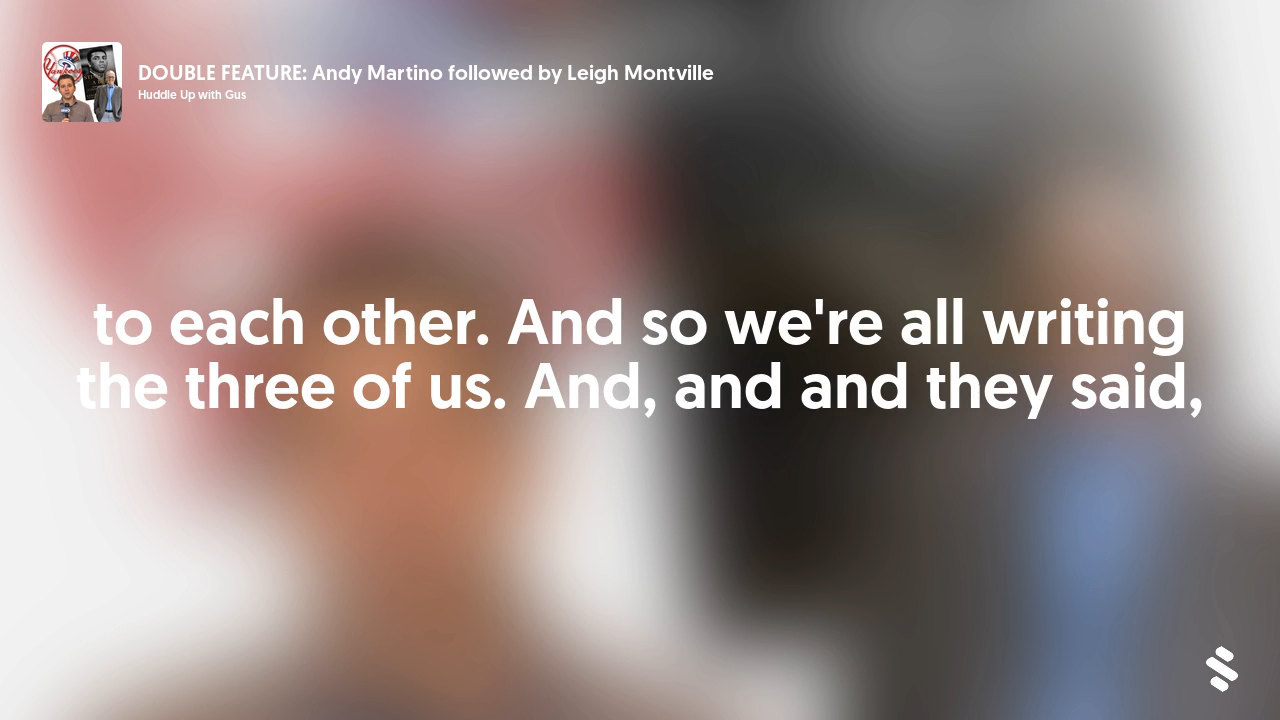 DOUBLE FEATURE: Andy Martino followed by Leigh Montville
Huddle Up with Gus
to each other. And so we're all writing
the three of us. And, and and they said,